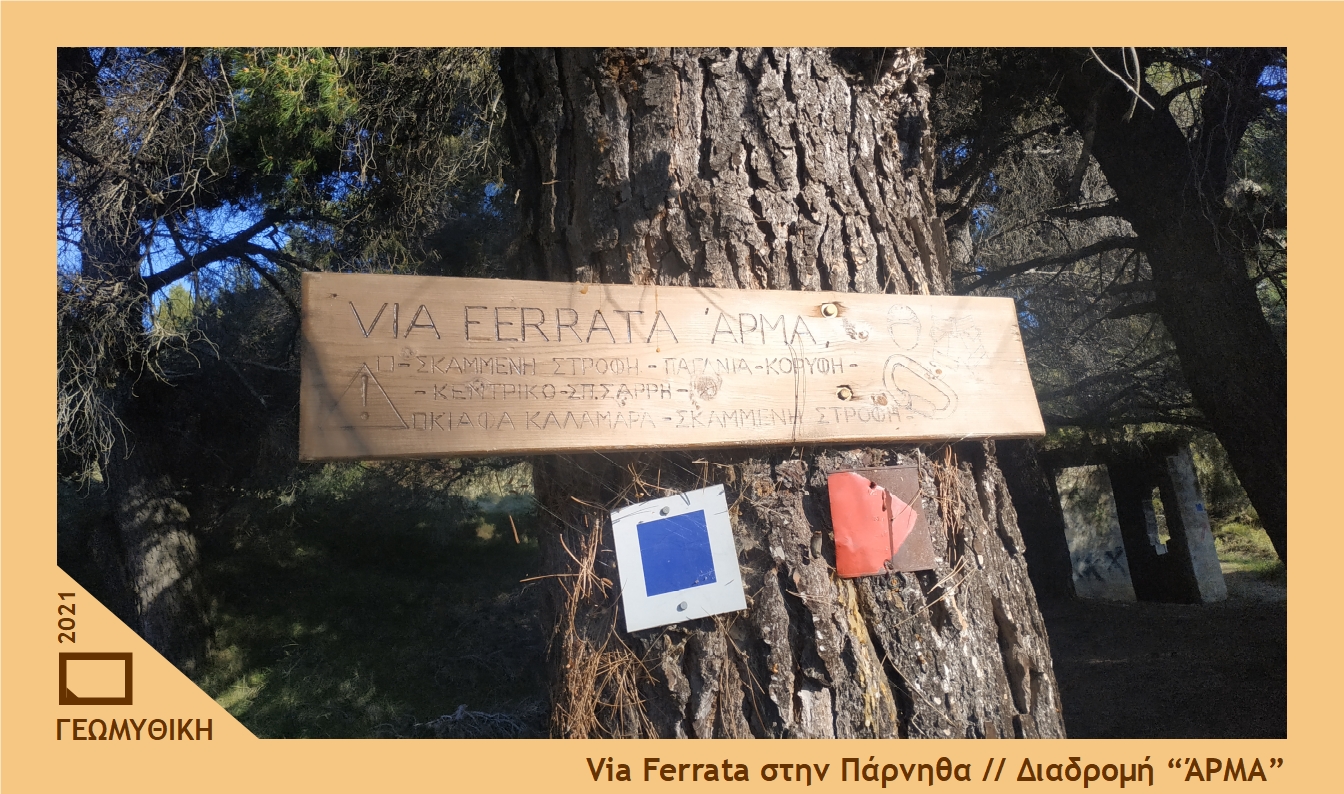 VIA FERRATA ΆΡΜΑ
-ΣΚΑΜΜΕΝΗ ΣΤΡΟΦΗ - ΠΑΓΑΝΙΑ-ΚΟΡΥΦΗ-
- ΚΕΝΤΡΙΚΟ-ΣΠ.ΣΑΡΡΗ-
ΚΑΛΑΜΑΡΑ - ΣΚΑΜΜΕΝΗ ΣΤΡΟΦΗ-
2021
ΓΕΩΜΥΘΙΚΗ
Via Ferrata στην Πάρνηθα // Διαδρομή “ΆΡΜΑ”